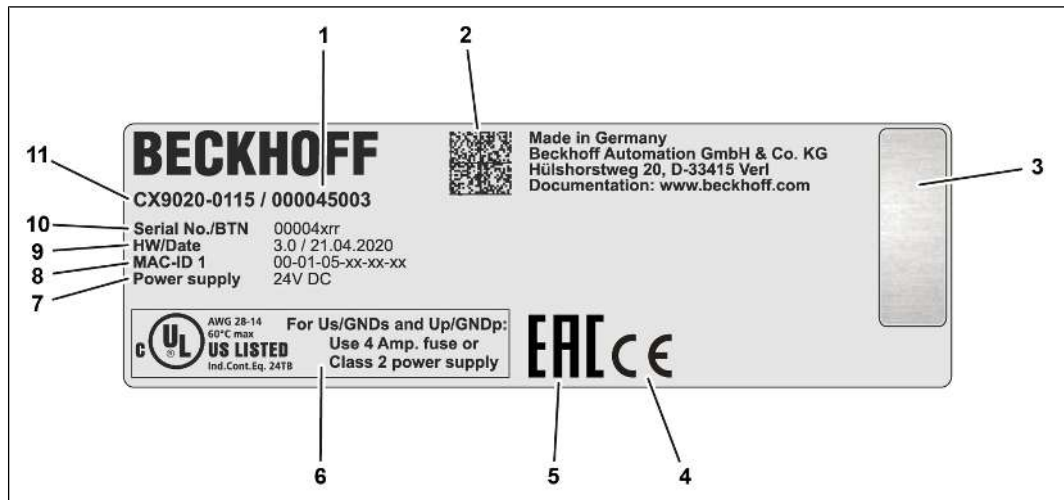 1
2
BECKHOFF
Made in Germany
Beckhoff Automation GmbH & Co. KG
Hülshorstweg 20, D-33415 Verl
Documentation: www.beckhoff.com
3
11
CX9020-0115 / 000045003
10
Serial No./BTN 00004xrr
9
HW/Date 3.0 / 21.04.2020
8
MAC-ID 1 00-01-05-xx-xx-xx
7
Power supply 24V DC
C UL ®
AWG 28-14
60°C max
US LISTED
Ind.Cont.Eq. 24TB
For Us/GNDs and Up/GNDp:
Use 4 Amp. fuse or
Class 2 power supply
EAC CE
6
5
4